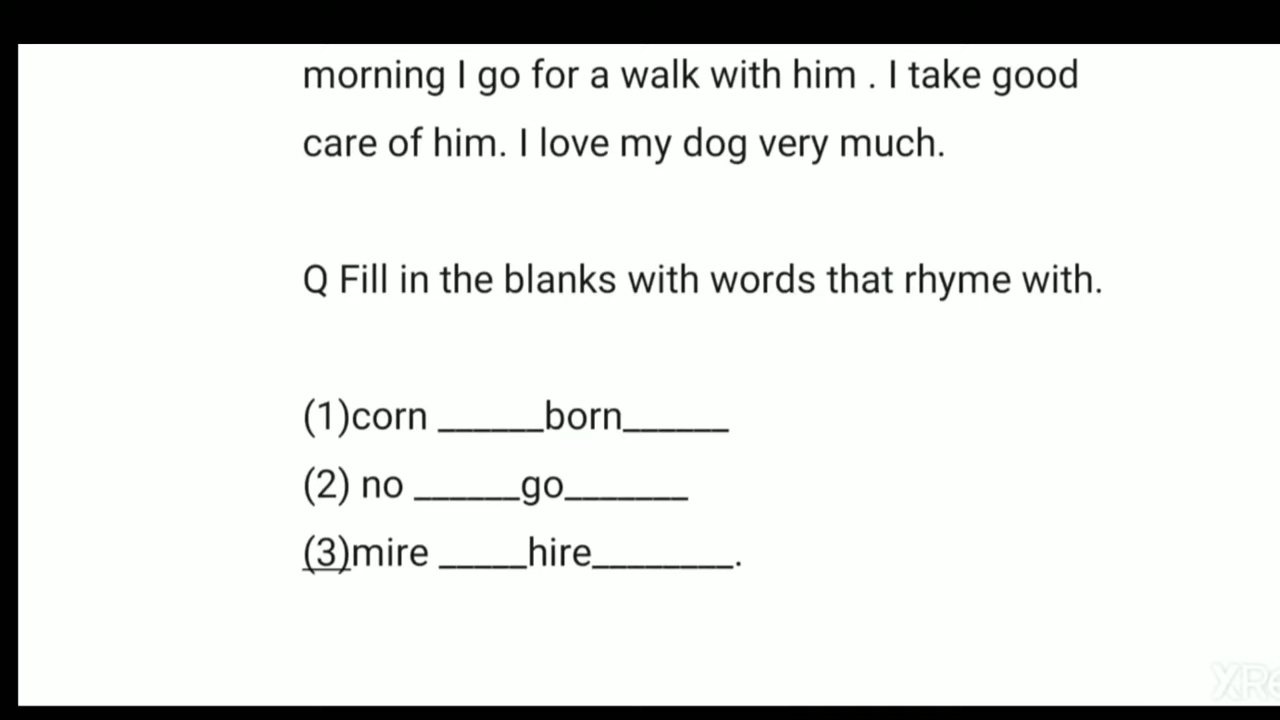 morning I go for a walk with him . I take good
care of him. I love my dog very much.
Q Fill in the blanks with words that rhyme with.
(1)corn ______born______
(2) no ______go_______
(3)mire _____hire________.